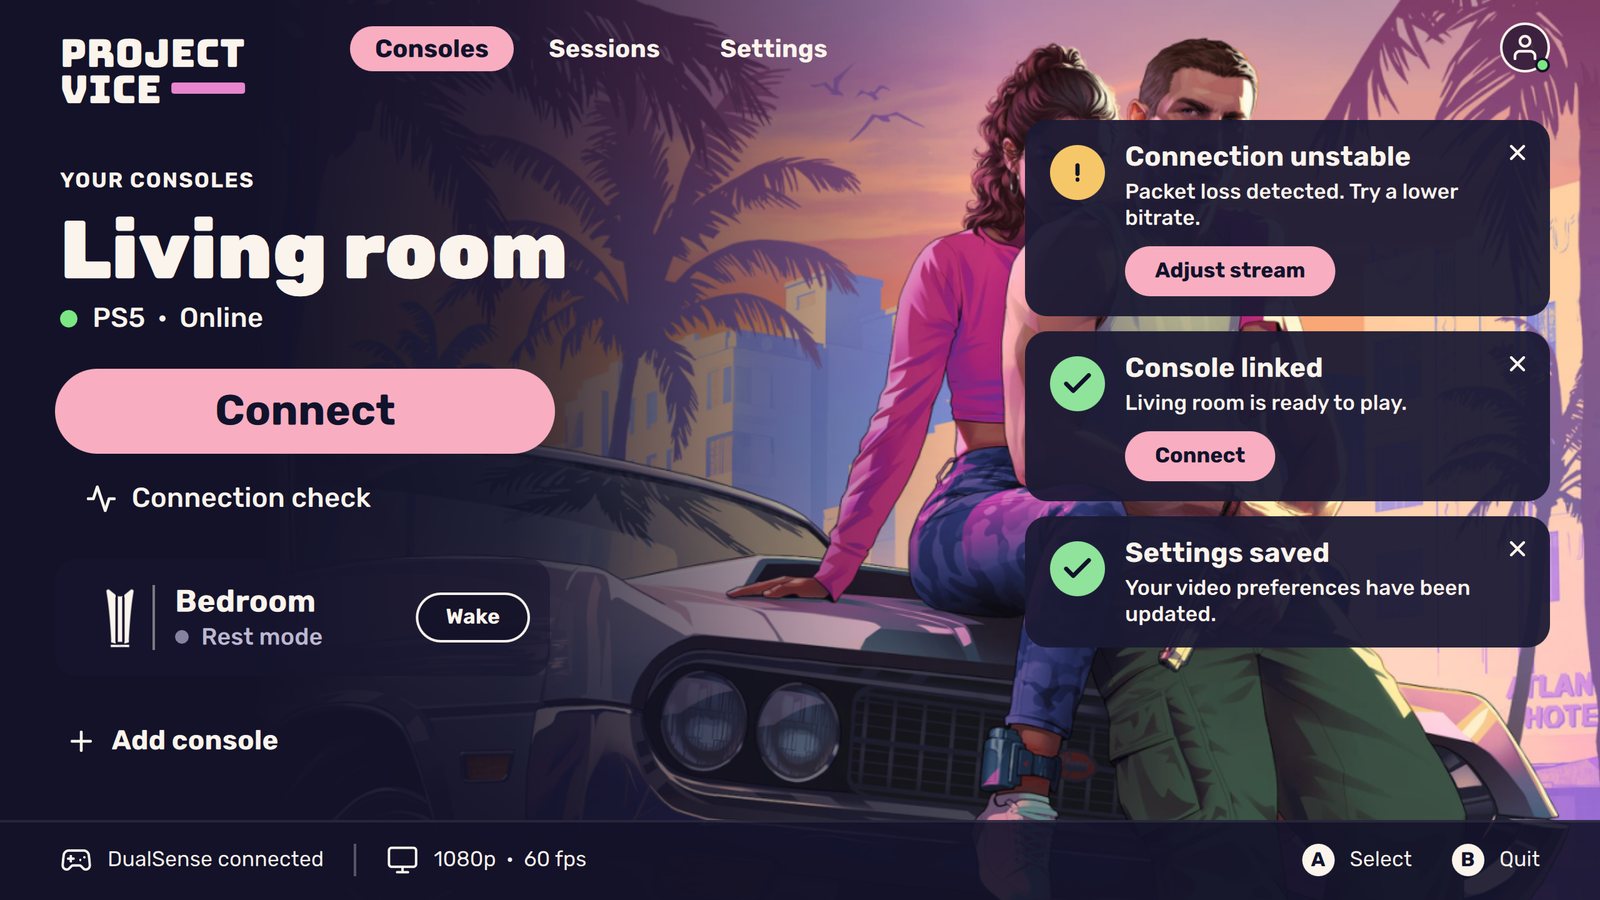 PROJECT
VICE
Consoles
Sessions
Settings
YOUR CONSOLES
Living room
PS5 • Online
Connect
Connection check
Bedroom
Rest mode
Wake
Add console
Connection unstable
Packet loss detected. Try a lower
bitrate.
Adjust stream
Console linked
Living room is ready to play.
Connect
Settings saved
Your video preferences have been
updated.
HOTE
DualSense connected
1080p • 60 fps
A Select
B Quit